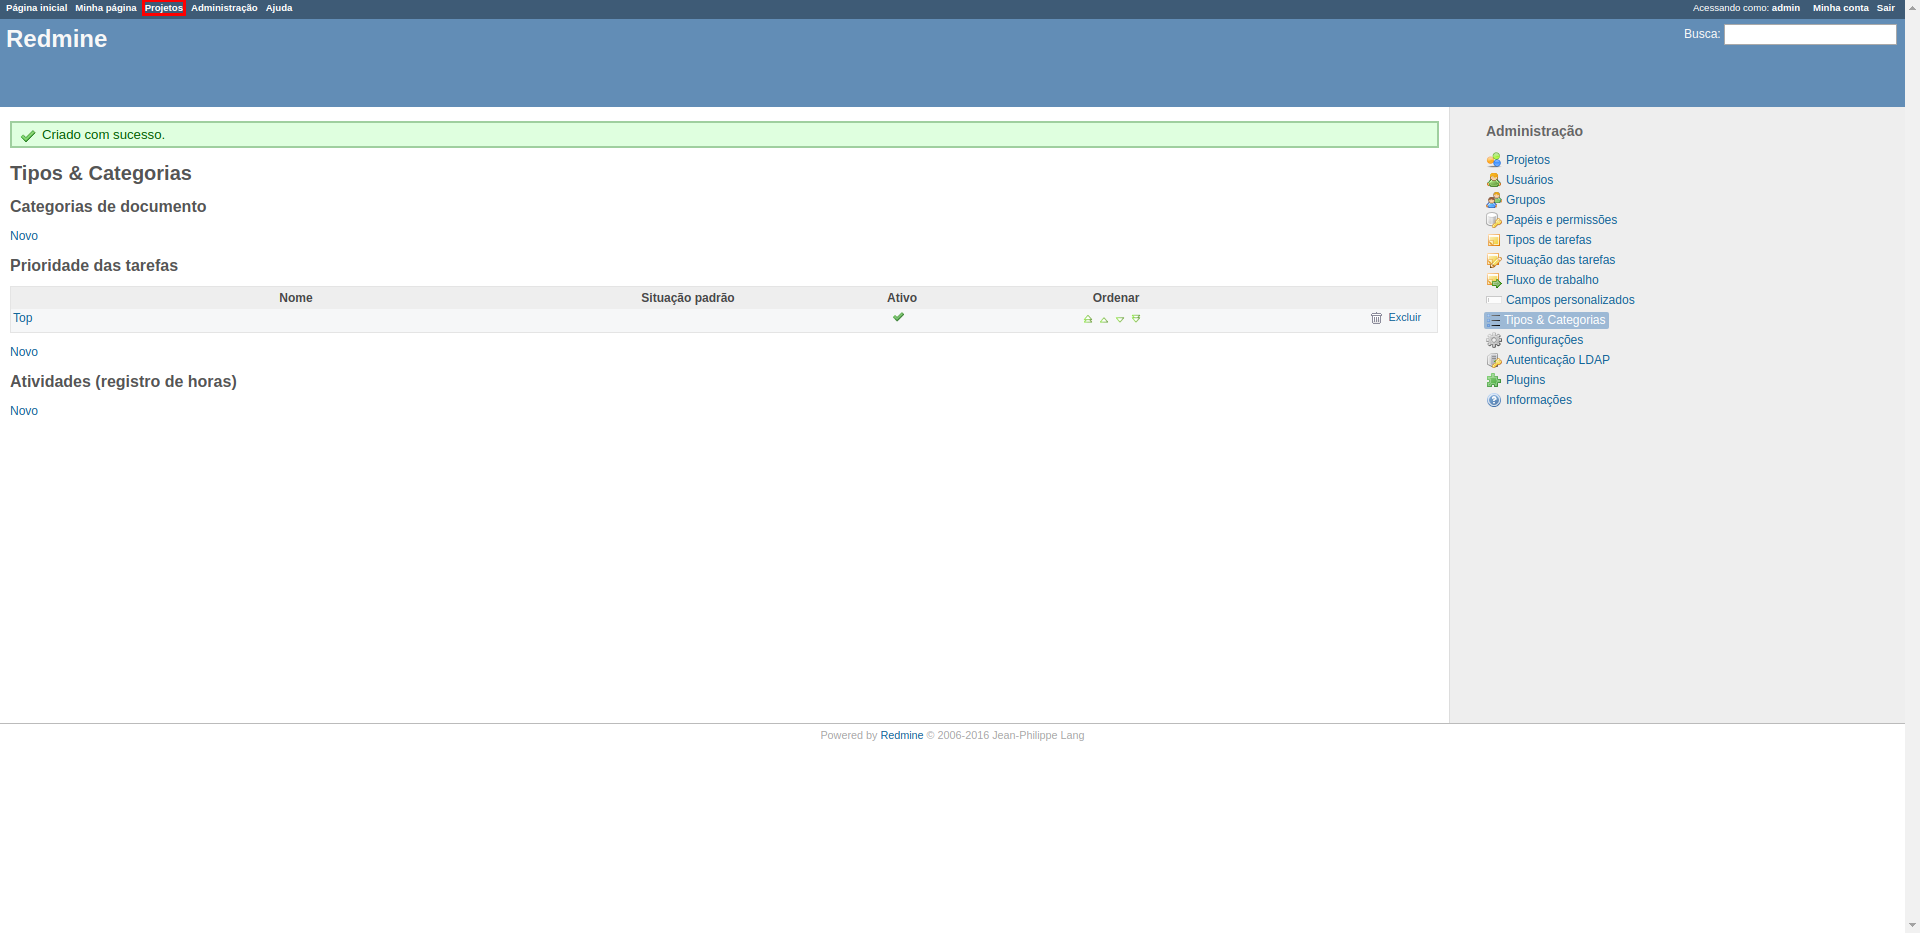 Página inicial Minha página Projetos Administração Ajuda Acessando como: admin Minha conta Sair
Redmine
Busca:
Criado com sucesso.
Tipos & Categorias
Categorias de documento
Novo
Prioridade das tarefas
Nome Situação padrão Ativo Ordenar
Top Excluir
Novo
Atividades (registro de horas)
Novo
Administração
Projetos
Usuários
Grupos
Papéis e permissões
Tipos de tarefas
Situação das tarefas
Fluxo de trabalho
Campos personalizados
Tipos & Categorias
Configurações
Autenticação LDAP
Plugins
Informações
Powered by Redmine © 2006-2016 Jean-Philippe Lang